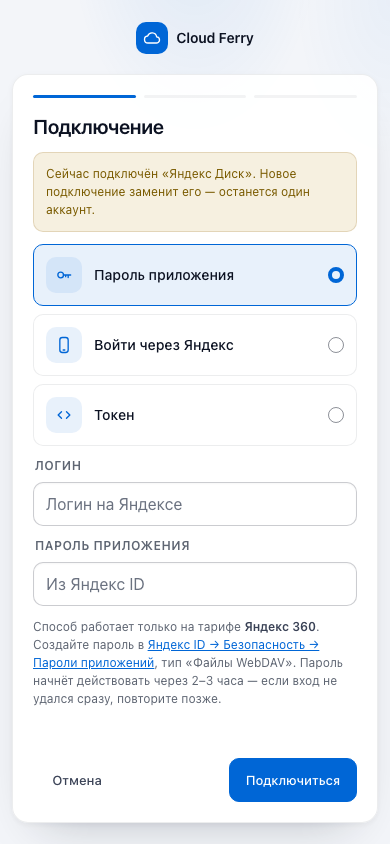 Cloud Ferry
Подключение
Сейчас подключён «Яндекс Диск». Новое
подключение заменит его — останется один
аккаунт.
Пароль приложения
Войти через Яндекс
Токен
ЛОГИН
Логин на Яндексе
ПАРОЛЬ ПРИЛОЖЕНИЯ
Из Яндекс ID
Способ работает только на тарифе Яндекс 360.
Создайте пароль в Яндекс ID → Безопасность →
Пароли приложений, тип «Файлы WebDAV». Пароль
начнёт действовать через 2–3 часа — если вход не
удался сразу, повторите позже.
Отмена
Подключиться